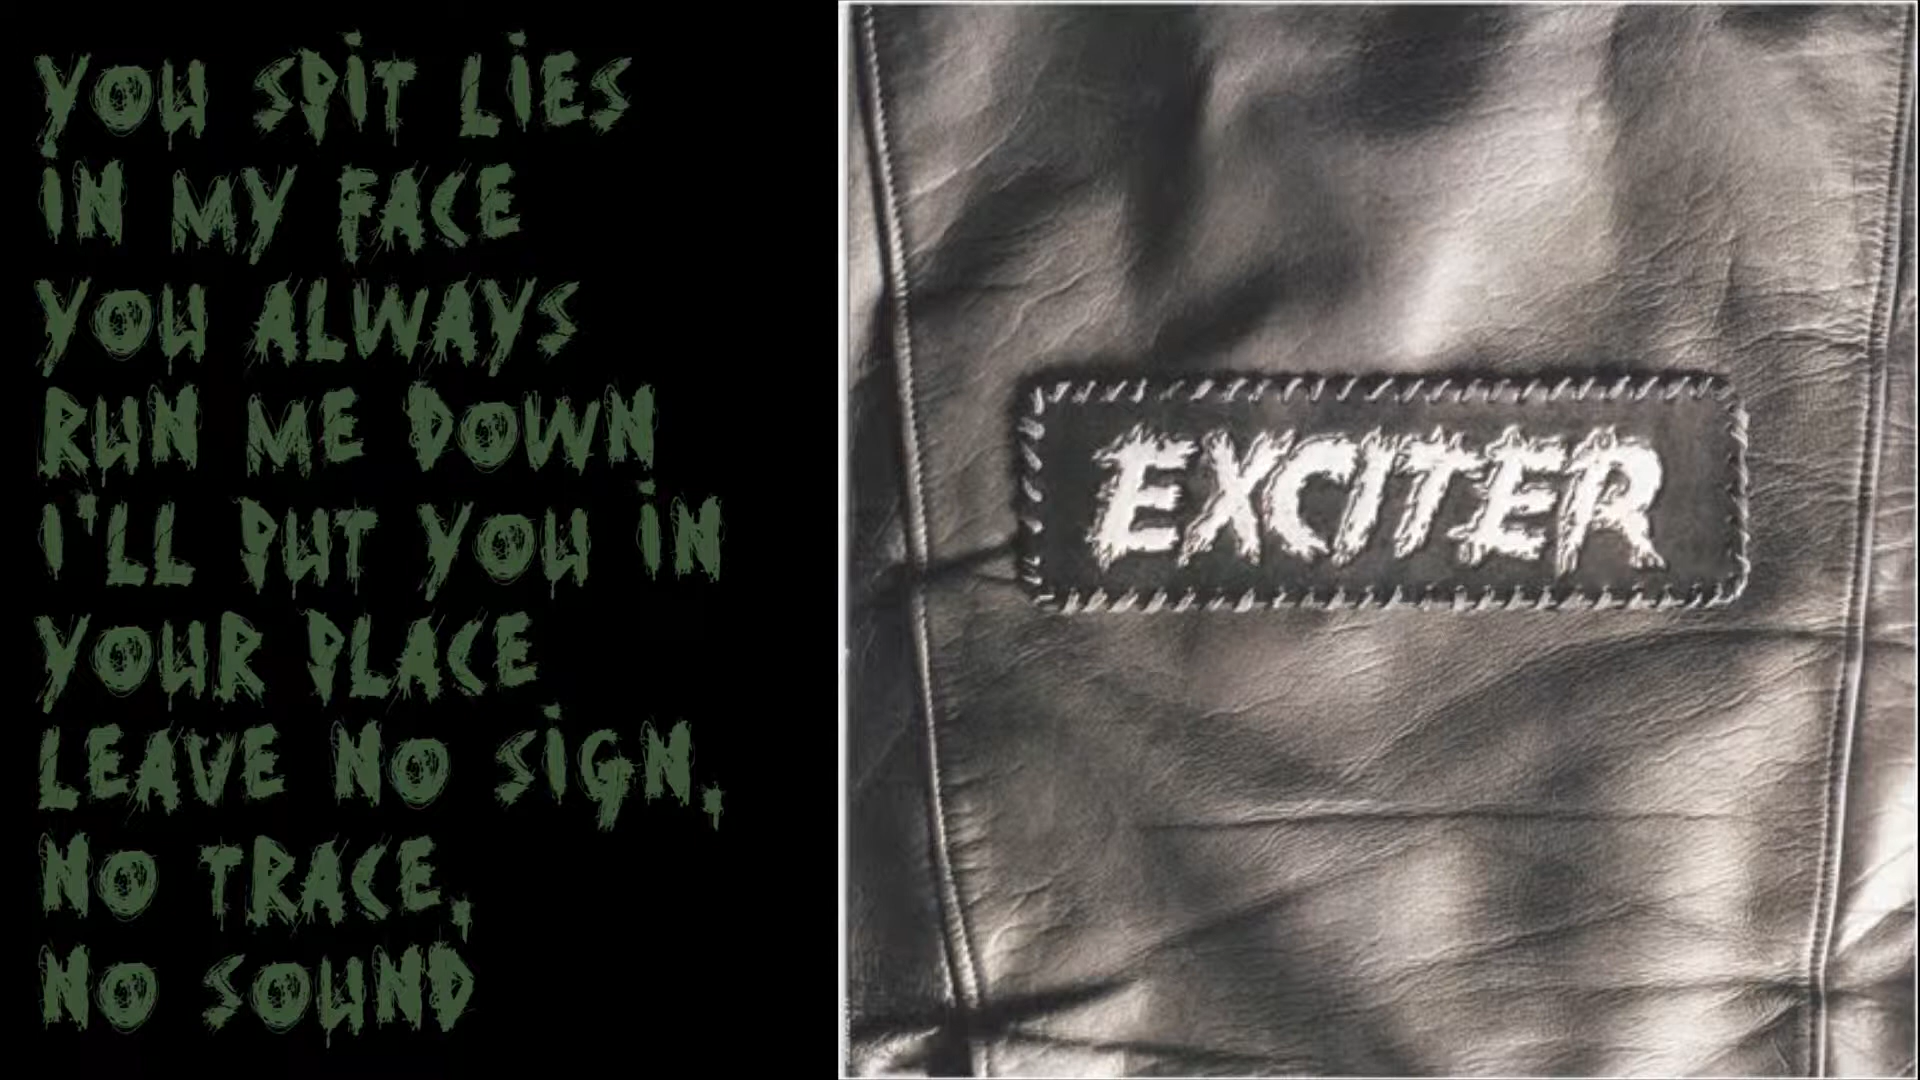 YOU SPIT LIES
IN MY FACE
YOU ALWAYS
RUN ME DOWN
I'LL PUT YOU IN
YOUR PLACE
LEAVE NO SIGN,
NO TRACE,
NO SOUND
EXCITER